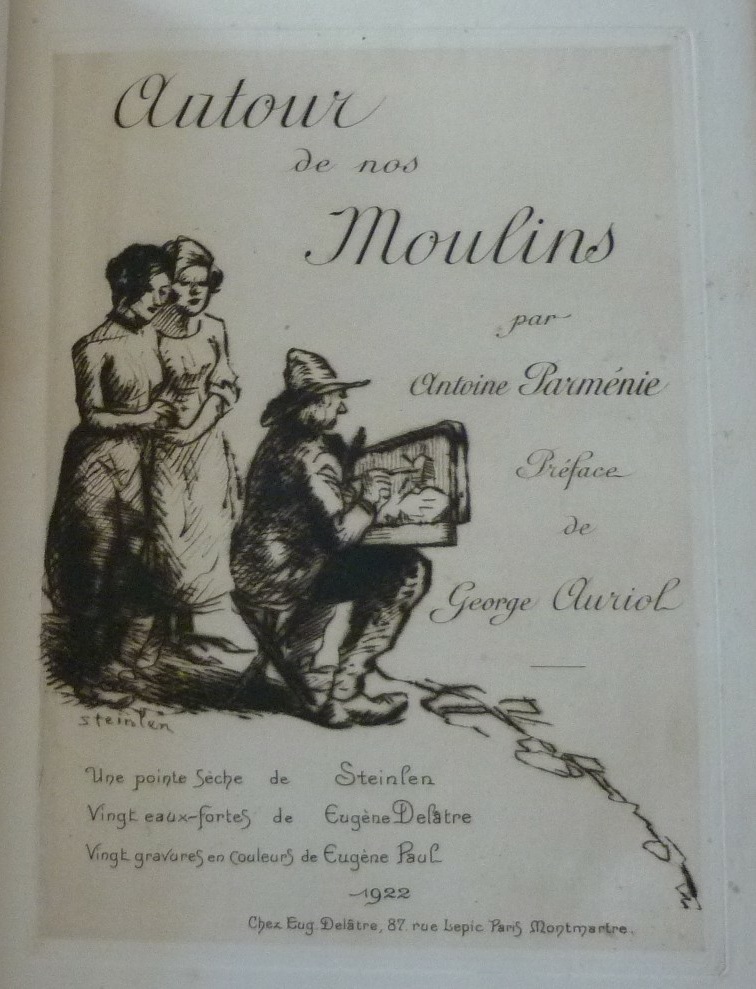 Autour
de nos
Moulins
par
Antoine Parménie
Préface
de
George Auriol
steinlen
Une pointe sèche de Steinlen
Vingt eaux-fortes de Eugène Delâtre
Vingt gravures en couleurs de Eugène Paul
1922
Chez Eug. Delâtre, 87. rue Lepic Paris Montmartre.